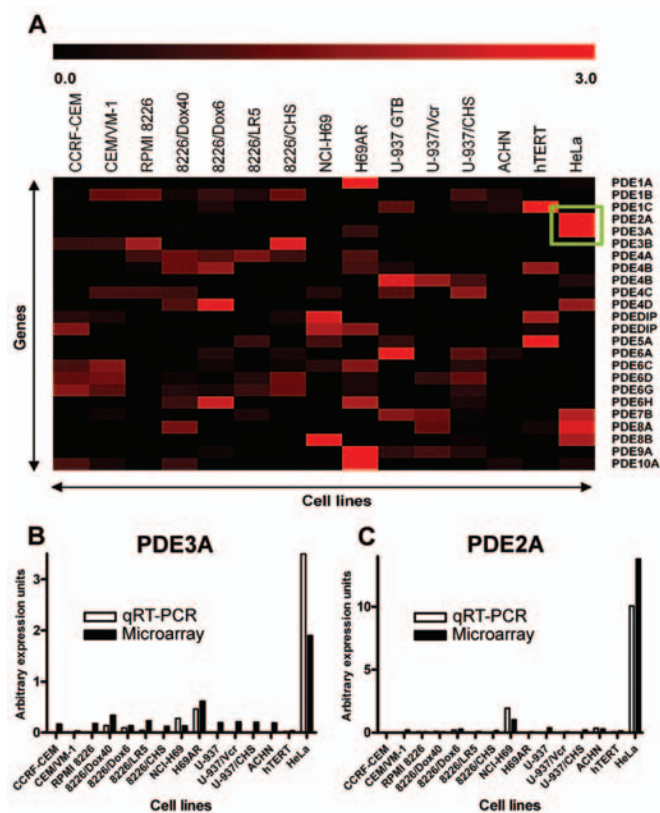 A
0.0 3.0
CCRF-CEM
CEM/VM-1
RPMI 8226
8226/Dox40
8226/Dox6
8226/LR5
8226/CHS
NCI-H69
H69AR
U-937 GTB
U-937/Vcr
U-937/CHS
ACHN
hTERT
HeLa
Genes
PDE1A
PDE1B
PDE1C
PDE2A
PDE3A
PDE3B
PDE4A
PDE4B
PDE4B
PDE4C
PDE4D
PDEDIP
PDEDIP
PDE5A
PDE6A
PDE6C
PDE6D
PDE6G
PDE6H
PDE7B
PDE8A
PDE8B
PDE9A
PDE10A
Cell lines
B
PDE3A
Arbitrary expression units
3
2
1
0
qRT-PCR
Microarray
CCRF-CEM
CEM/VM-1
RPMI 8226
8226/Dox40
8226/Dox6
8226/LR5
8226/CHS
NCI-H69
H69AR
U-937
U-937/Vcr
U-937/CHS
ACHN
hTERT
HeLa
Cell lines
C
PDE2A
Arbitrary expression units
10
5
0
qRT-PCR
Microarray
CCRF-CEM
CEM/VM-1
RPMI 8226
8226/Dox40
8226/Dox6
8226/LR5
8226/CHS
NCI-H69
H69AR
U-937
U-937/Vcr
U-937/CHS
ACHN
hTERT
HeLa
Cell lines